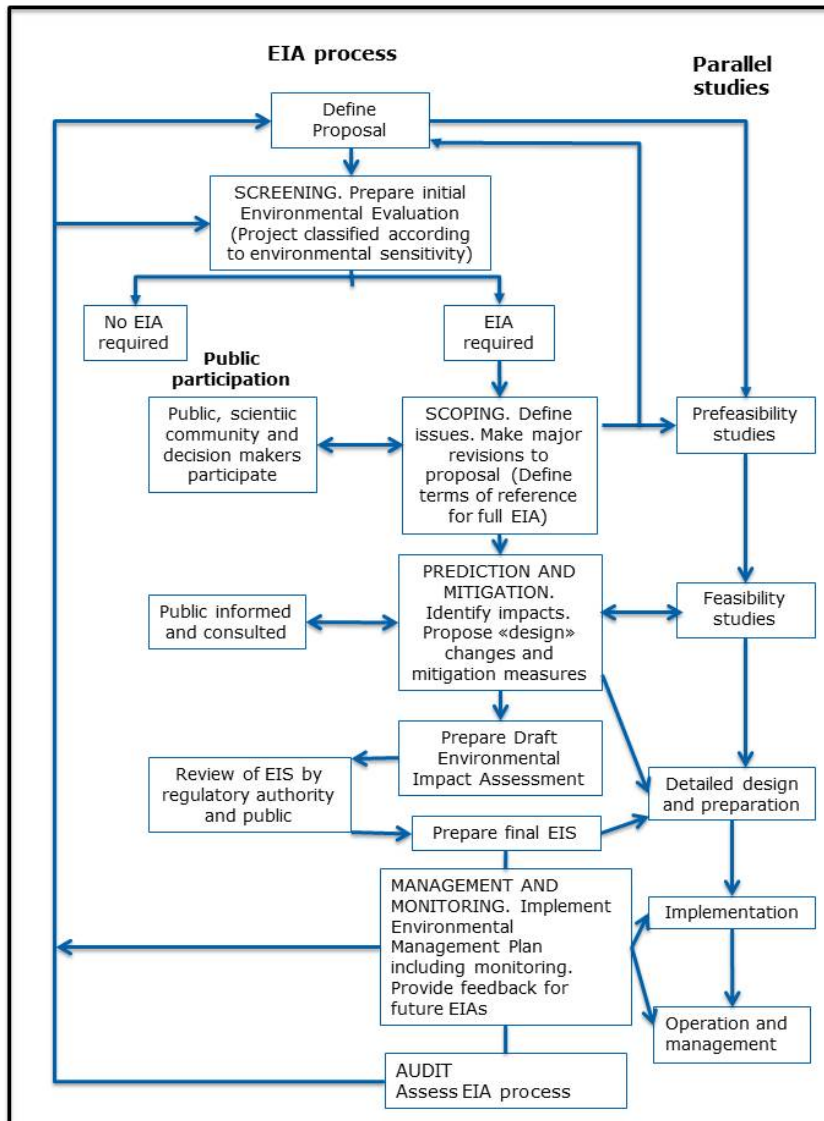 EIA process
Parallel
studies
Define
Proposal
SCREENING. Prepare initial
Environmental Evaluation
(Project classified according
to environmental sensitivity)
No EIA
required
EIA
required
Public
participation
Public, scientiic
community and
decision makers
participate
SCOPING. Define
issues. Make major
revisions to
proposal (Define
terms of reference
for full EIA)
Prefeasibility
studies
Public informed
and consulted
PREDICTION AND
MITIGATION.
Identify impacts.
Propose «design»
changes and
mitigation measures
Feasibility
studies
Prepare Draft
Environmental
Impact Assessment
Review of EIS by
regulatory authority
and public
Detailed design
and preparation
Prepare final EIS
MANAGEMENT AND
MONITORING. Implement
Environmental
Management Plan
including monitoring.
Provide feedback for
future EIAs
Implementation
Operation and
management
AUDIT
Assess EIA process